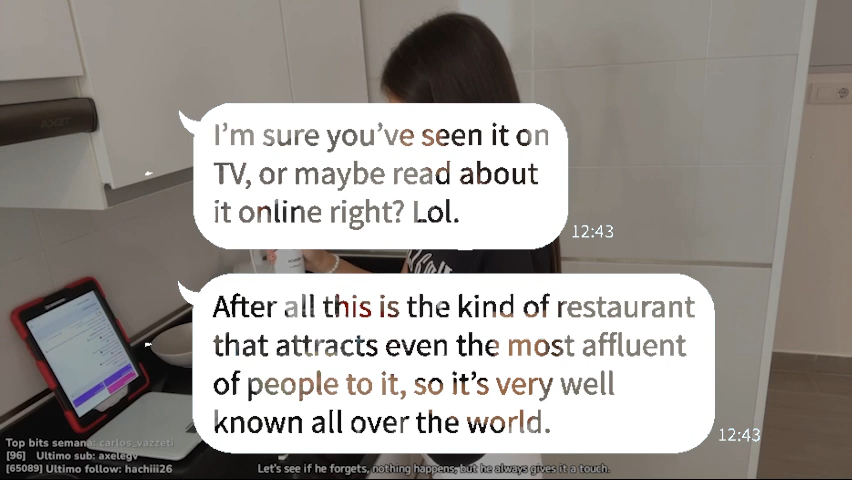 I'm sure you've seen it on
TV, or maybe read about
it online right? Lol.
12:43
After all this is the kind of restaurant
that attracts even the most affluent
of people to it, so it's very well
known all over the world.
12:43
Top bits semana: carlos_vazzeti
[96] Ultimo sub: axelegv
[65089] Ultimo follow: hachiii26
Let's see if he forgets, nothing happens, but he always gives it a touch.